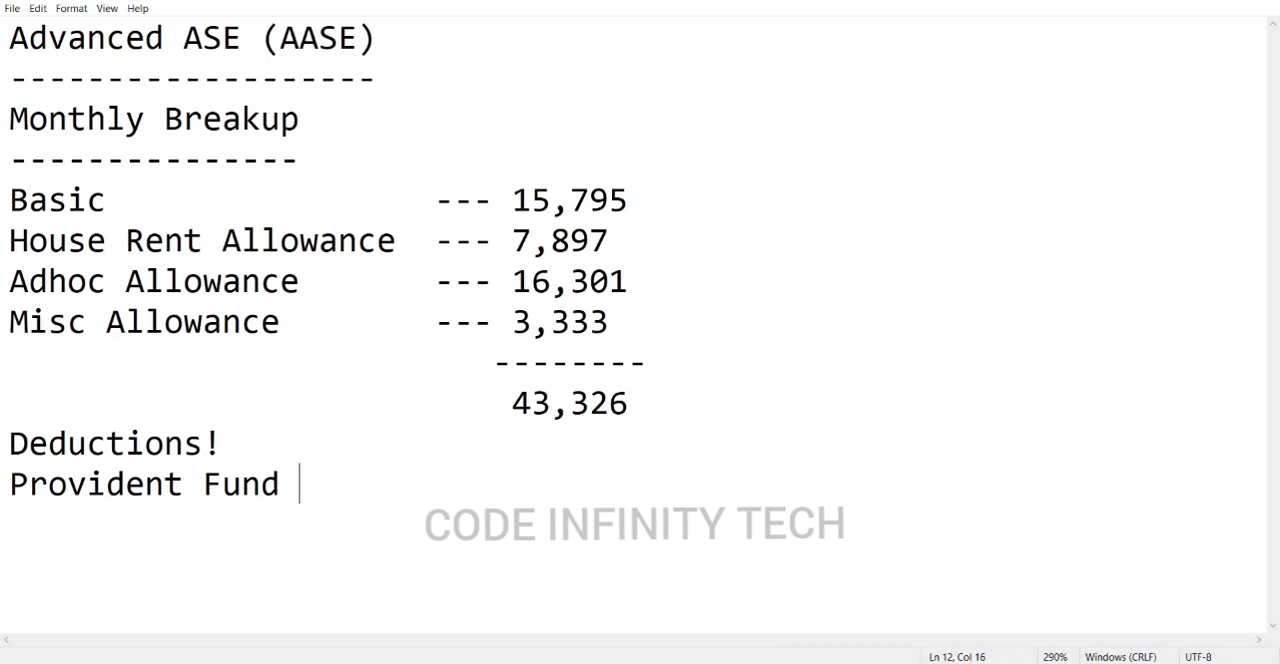 File Edit Format View Help
Advanced ASE (AASE)
-------------------
Monthly Breakup
---------------
Basic --- 15,795
House Rent Allowance --- 7,897
Adhoc Allowance --- 16,301
Misc Allowance --- 3,333
--------
43,326
Deductions!
Provident Fund
CODE INFINITY TECH
Ln 12, Col 16 290% Windows (CRLF) UTF-8